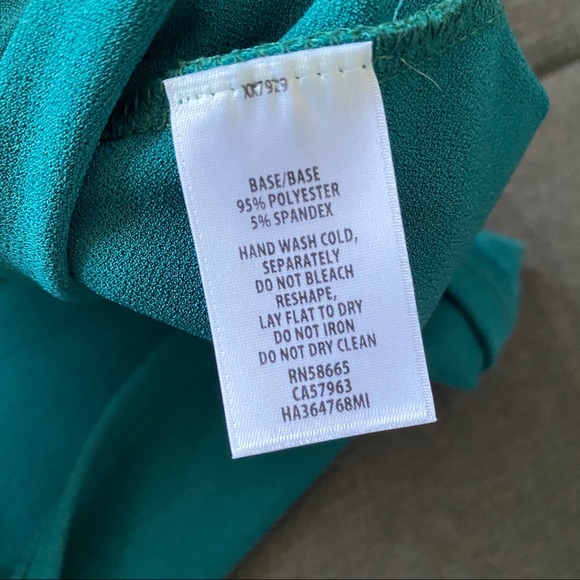 XK7929
BASE/BASE
95% POLYESTER
5% SPANDEX
HAND WASH COLD,
SEPARATELY
DO NOT BLEACH
RESHAPE,
LAY FLAT TO DRY
DO NOT IRON
DO NOT DRY CLEAN
RN58665
CA57963
HA364768MI